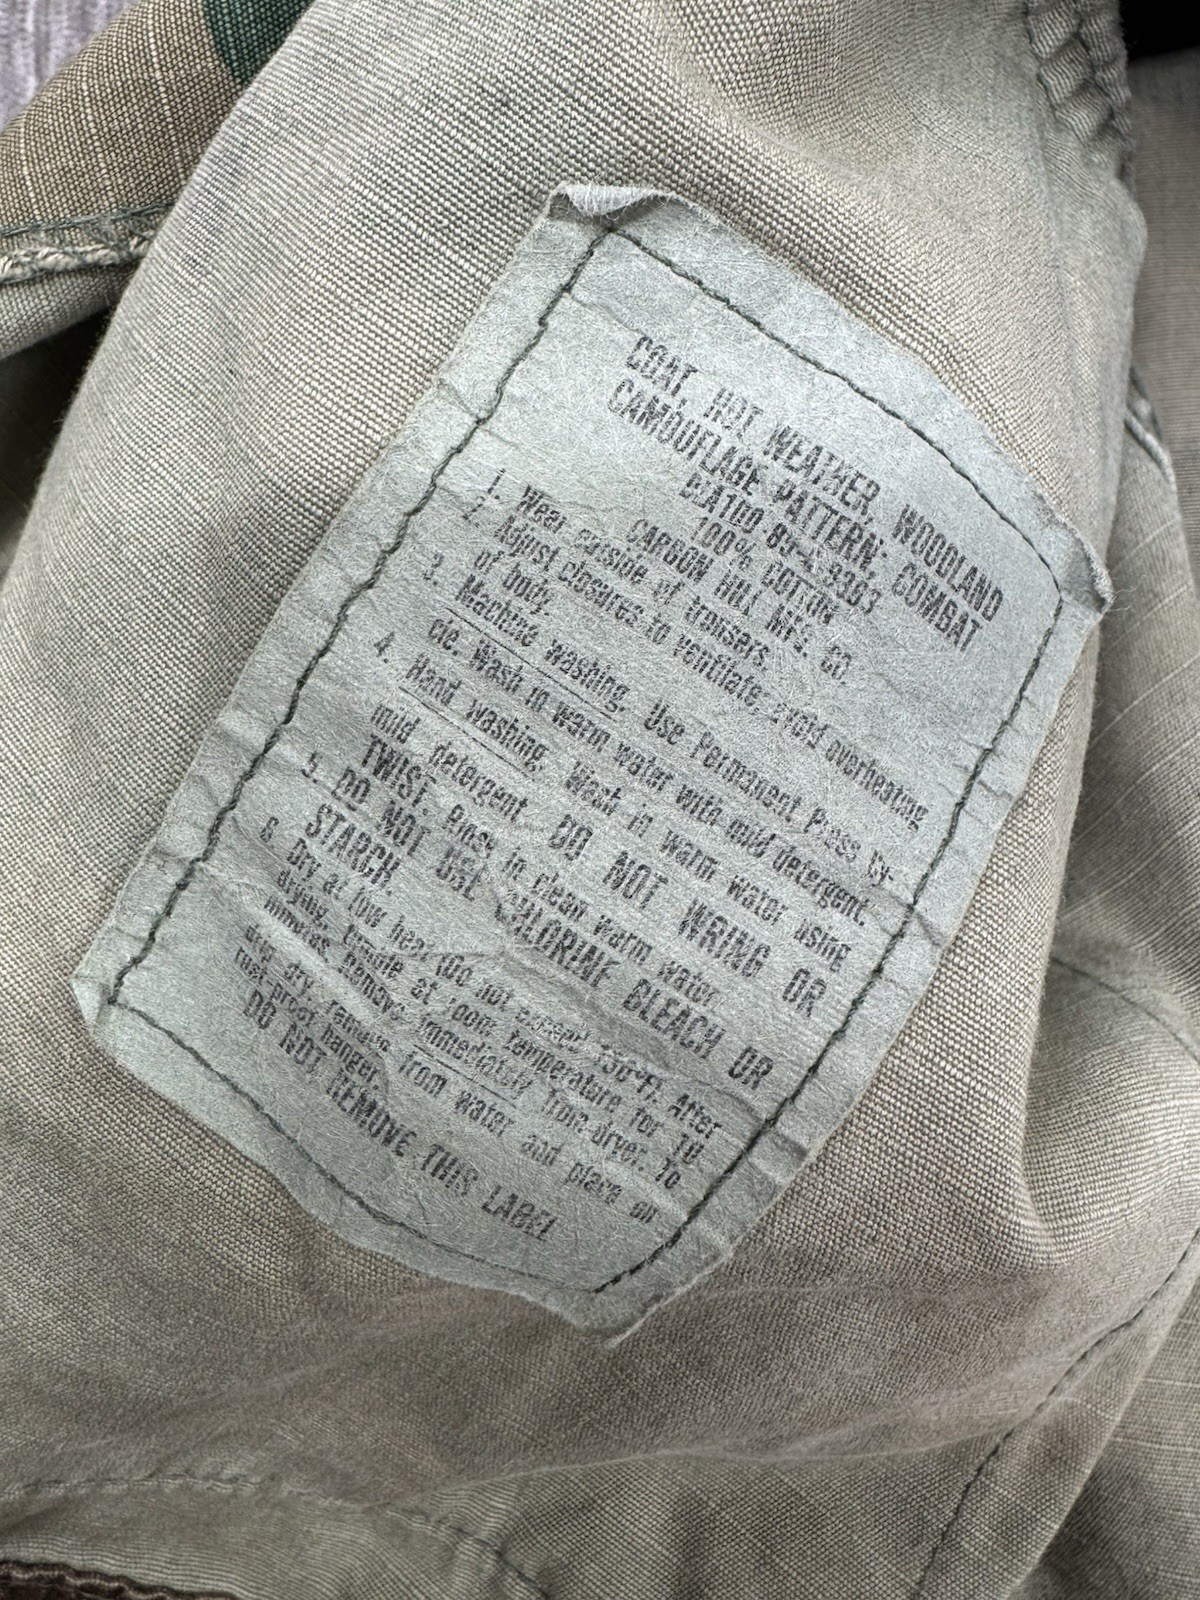 COAT, HOT WEATHER, WOODLAND
CAMOUFLAGE PATTERN: COMBAT
DLA100-89-
100% COTTON
CARGON HILL MFG. CO.
1. Wear outside of trousers.
2. Adjust closures to ventilate, avoid overheating
of body.
3. Machine washing. Use Permanent Press cy-
cle. Wash in warm water with mild detergent.
4. Hand washing. Wash in warm water using
mild detergent. DO NOT WRING OR
TWIST. Rinse in clean warm water.
5. DO NOT USE CHLORINE BLEACH OR
STARCH.
6. Dry at low heat (do not exceed 130°F). After
drying, tumble at room temperature for 10
minutes. Remove immediately from dryer. To
drip dry, remove from water and place on
rust-proof hanger.
DO NOT REMOVE THIS LABEL